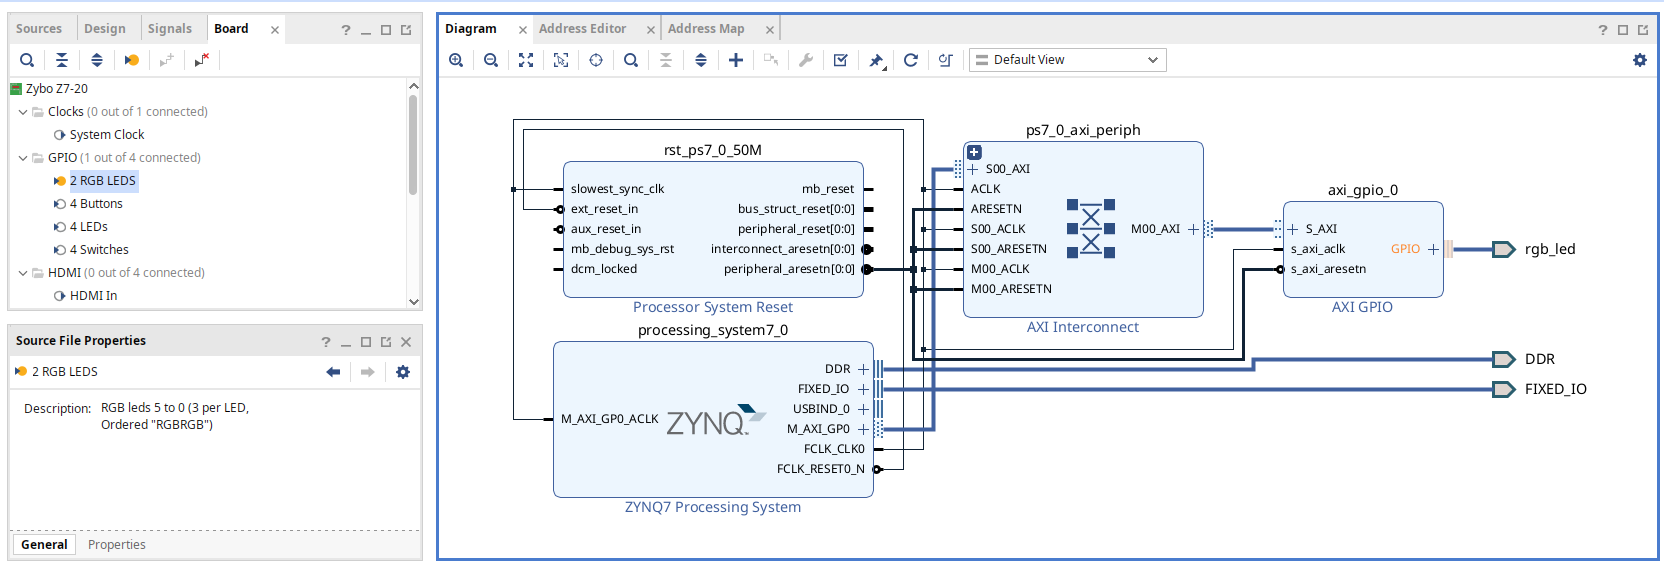 Sources Design Signals Board
Zybo Z7-20
Clocks (0 out of 1 connected)
System Clock
GPIO (1 out of 4 connected)
2 RGB LEDS
4 Buttons
4 LEDs
4 Switches
HDMI (0 out of 4 connected)
HDMI In
Source File Properties
2 RGB LEDS
Description: RGB leds 5 to 0 (3 per LED,
Ordered "RGBRGB")
General Properties
Diagram Address Editor Address Map
Default View
rst_ps7_0_50M
slowest_sync_clk
ext_reset_in
aux_reset_in
mb_debug_sys_rst
dcm_locked
mb_reset
bus_struct_reset[0:0]
peripheral_reset[0:0]
interconnect_aresetn[0:0]
peripheral_aresetn[0:0]
Processor System Reset
processing_system7_0
M_AXI_GP0_ACLK
ZYNQ
DDR
FIXED_IO
USBIND_0
M_AXI_GP0
FCLK_CLK0
FCLK_RESET0_N
ZYNQ7 Processing System
ps7_0_axi_periph
S00_AXI
ACLK
ARESETN
S00_ACLK
S00_ARESETN
M00_ACLK
M00_ARESETN
M00_AXI
AXI Interconnect
axi_gpio_0
S_AXI
s_axi_aclk
s_axi_aresetn
GPIO
AXI GPIO
rgb_led
DDR
FIXED_IO